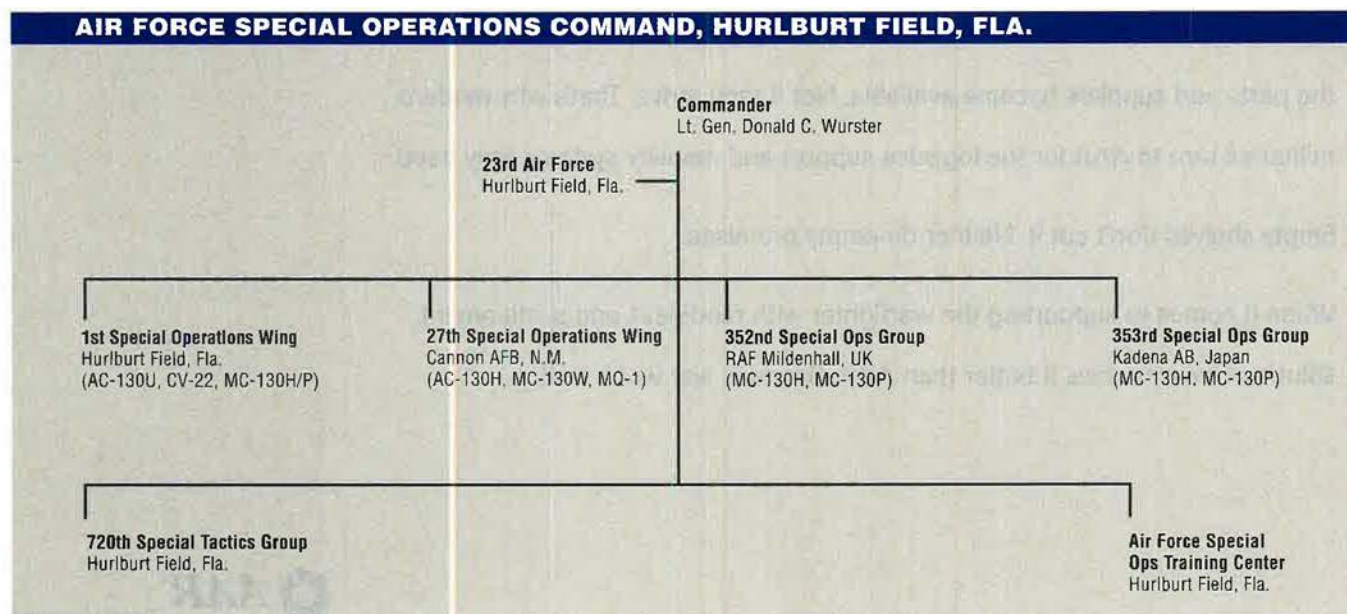 AIR FORCE SPECIAL OPERATIONS COMMAND, HURLBURT FIELD, FLA.
Commander
Lt. Gen. Donald C. Wurster
23rd Air Force
Hurlburt Field, Fla.
1st Special Operations Wing
Hurlburt Field, Fla.
(AC-130U, CV-22, MC-130H/P)
27th Special Operations Wing
Cannon AFB, N.M.
(AC-130H, MC-130W, MQ-1)
352nd Special Ops Group
RAF Mildenhall, UK
(MC-130H, MC-130P)
353rd Special Ops Group
Kadena AB, Japan
(MC-130H, MC-130P)
720th Special Tactics Group
Hurlburt Field, Fla.
Air Force Special
Ops Training Center
Hurlburt Field, Fla.